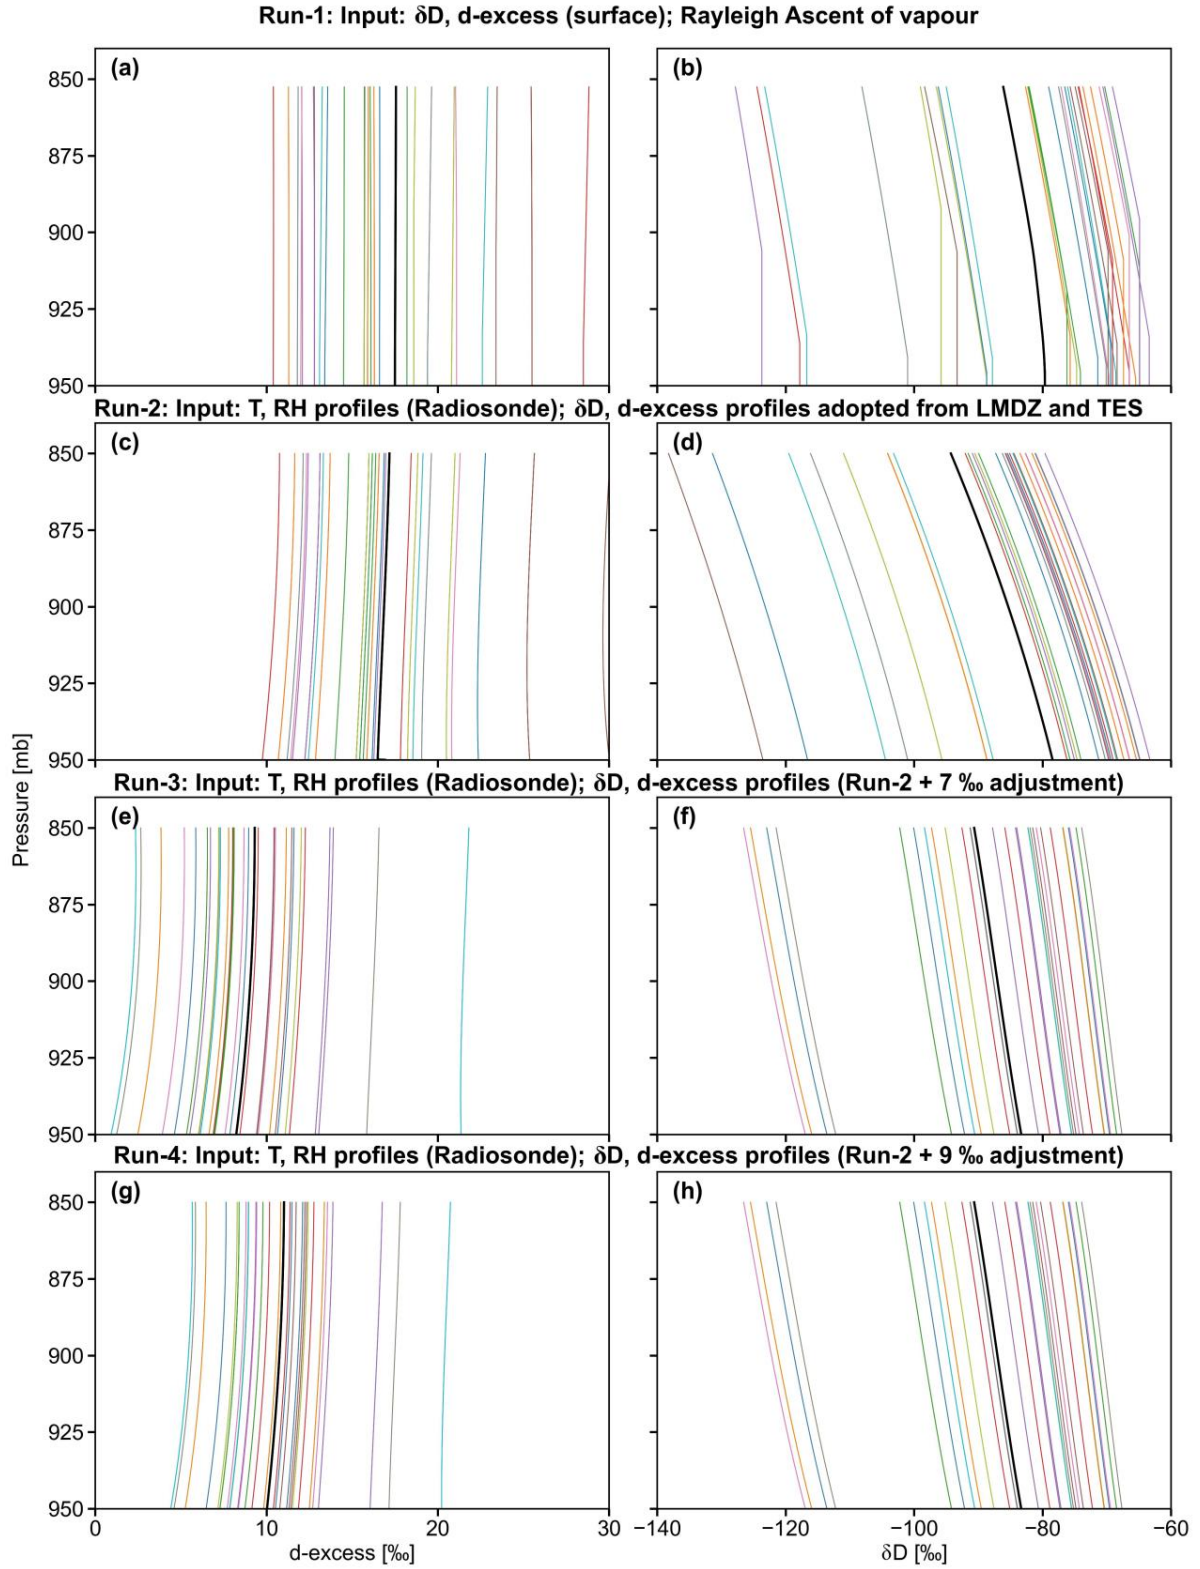 Run-1: Input: δD, d-excess (surface); Rayleigh Ascent of vapour
(a)
(b)
850
875
900
925
950
Run-2: Input: T, RH profiles (Radiosonde); δD, d-excess profiles adopted from LMDZ and TES
(c)
(d)
850
875
900
925
950
Run-3: Input: T, RH profiles (Radiosonde); δD, d-excess profiles (Run-2 + 7 ‰ adjustment)
(e)
(f)
850
875
900
925
950
Run-4: Input: T, RH profiles (Radiosonde); δD, d-excess profiles (Run-2 + 9 ‰ adjustment)
(g)
(h)
850
875
900
925
950
Pressure [mb]
0 10 20 30 −140 −120 −100 −80 −60
d-excess [‰] δD [‰]